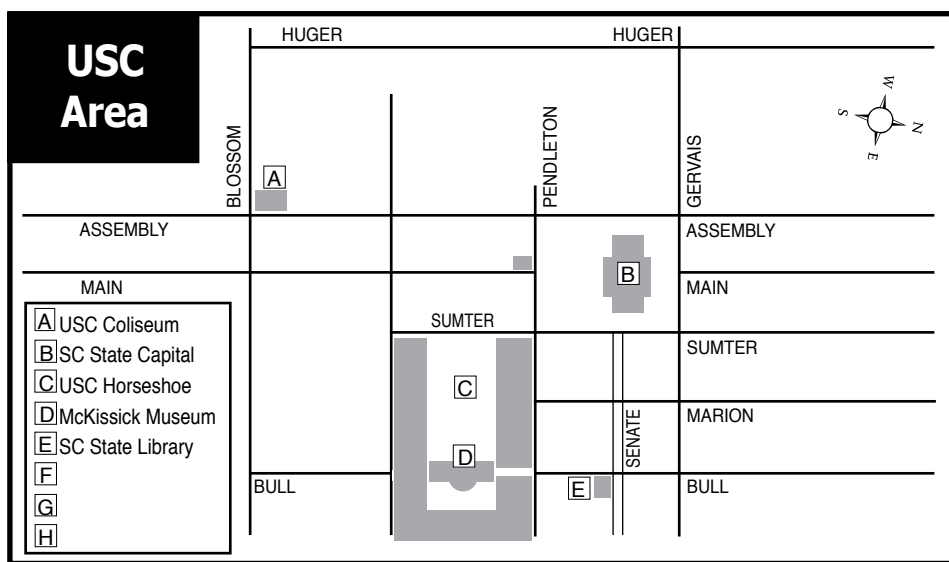 USC
Area
HUGER
HUGER
BLOSSOM
PENDLETON
GERVAIS
W
S
N
E
A
ASSEMBLY
ASSEMBLY
B
MAIN
MAIN
SUMTER
SUMTER
C
MARION
SENATE
D
BULL
E
BULL
A USC Coliseum
B SC State Capital
C USC Horseshoe
D McKissick Museum
E SC State Library
F
G
H